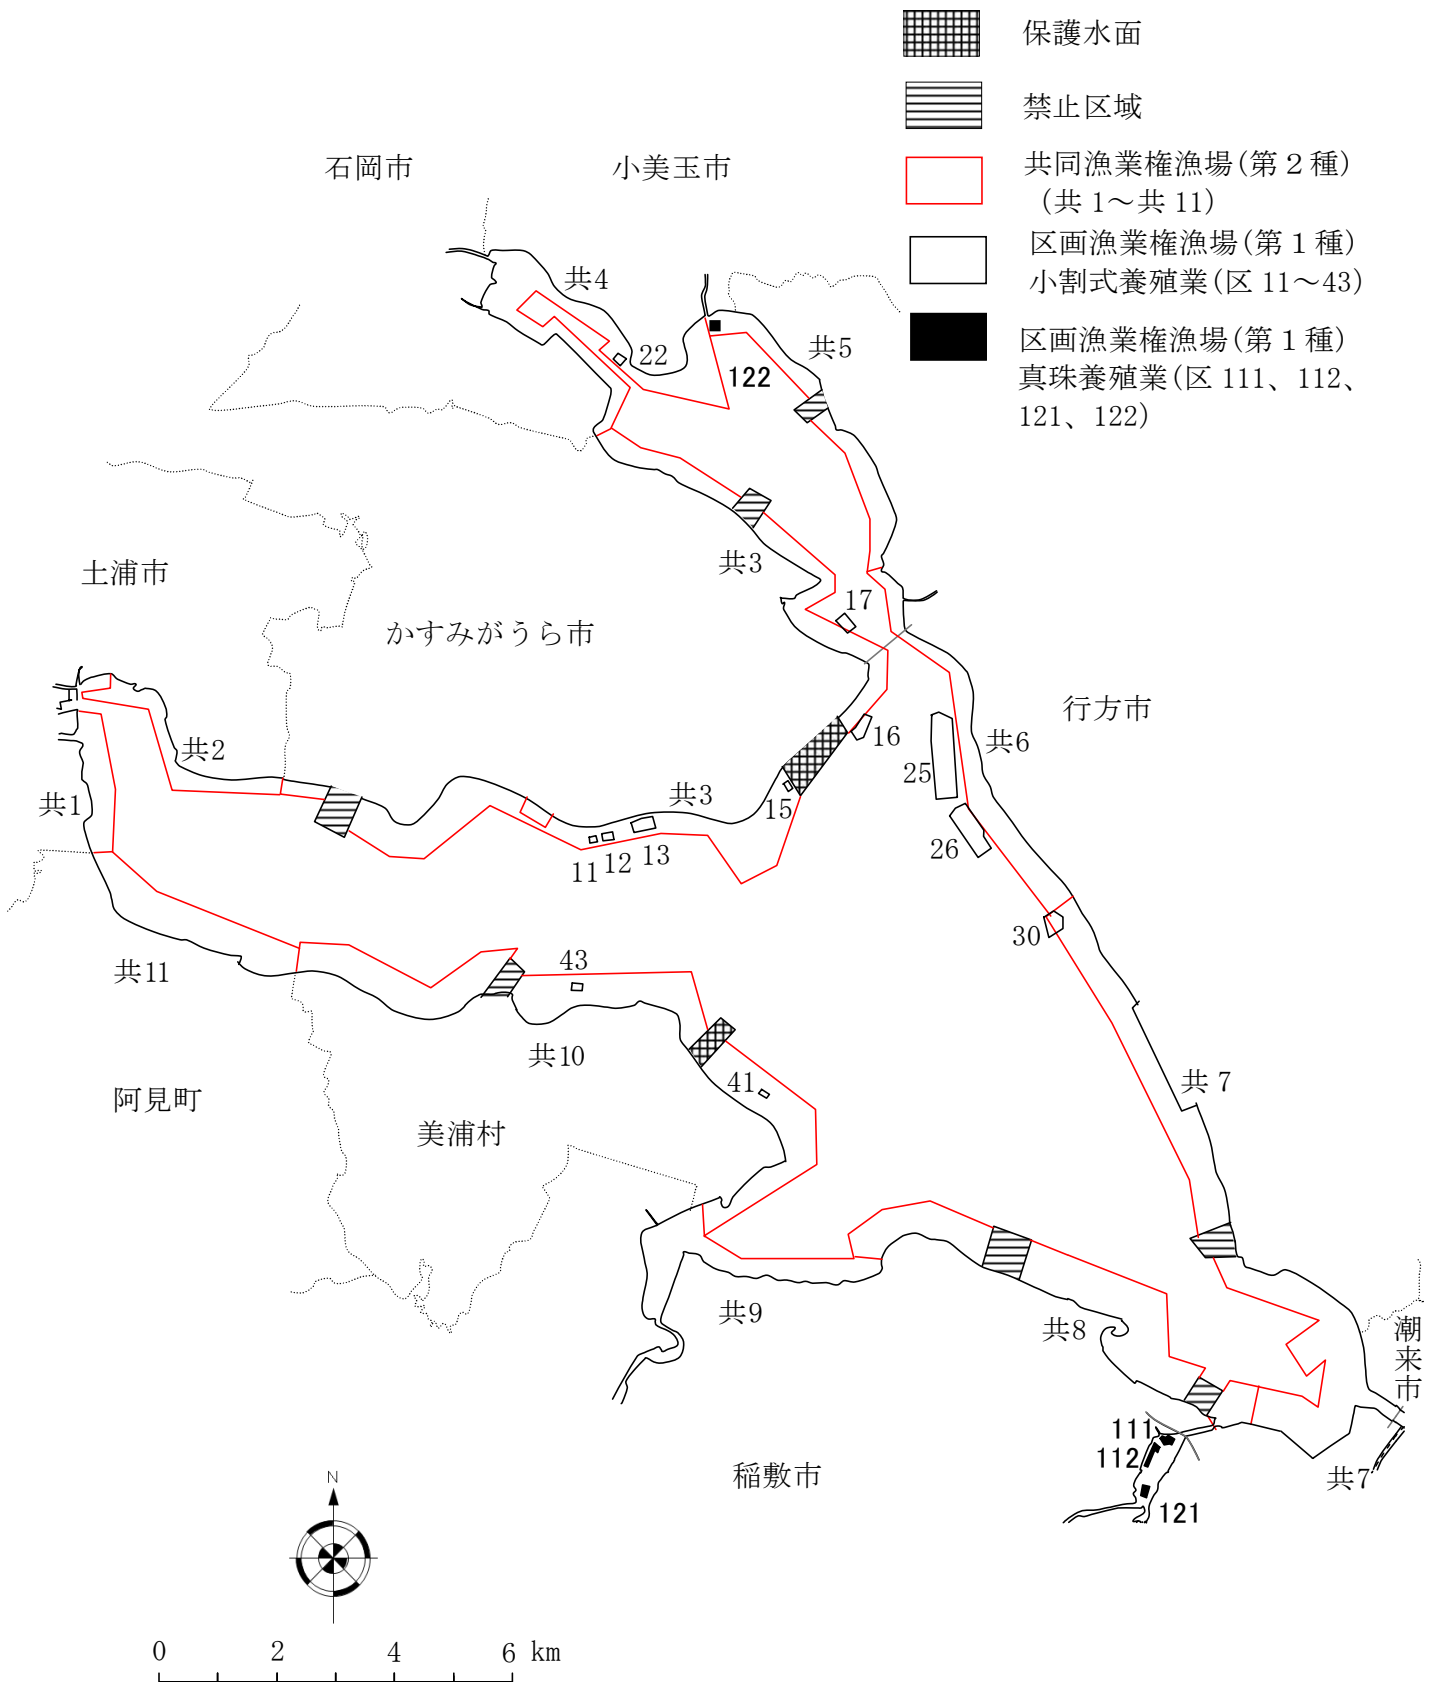 保護水面
禁止区域
共同漁業権漁場(第２種)
(共 1～共 11)
区画漁業権漁場(第１種)
小割式養殖業(区 11～43)
区画漁業権漁場(第１種)
真珠養殖業(区 111、112、
121、122)
石岡市
小美玉市
共4
共5
22
122
共3
土浦市
かすみがうら市
17
行方市
共2
16
共6
25
共1
共3
15
26
11
12
13
30
共11
43
共10
41
共 7
阿見町
美浦村
共9
共8
潮来市
111
112
共7
稲敷市
121
N
0 2 4 6 km